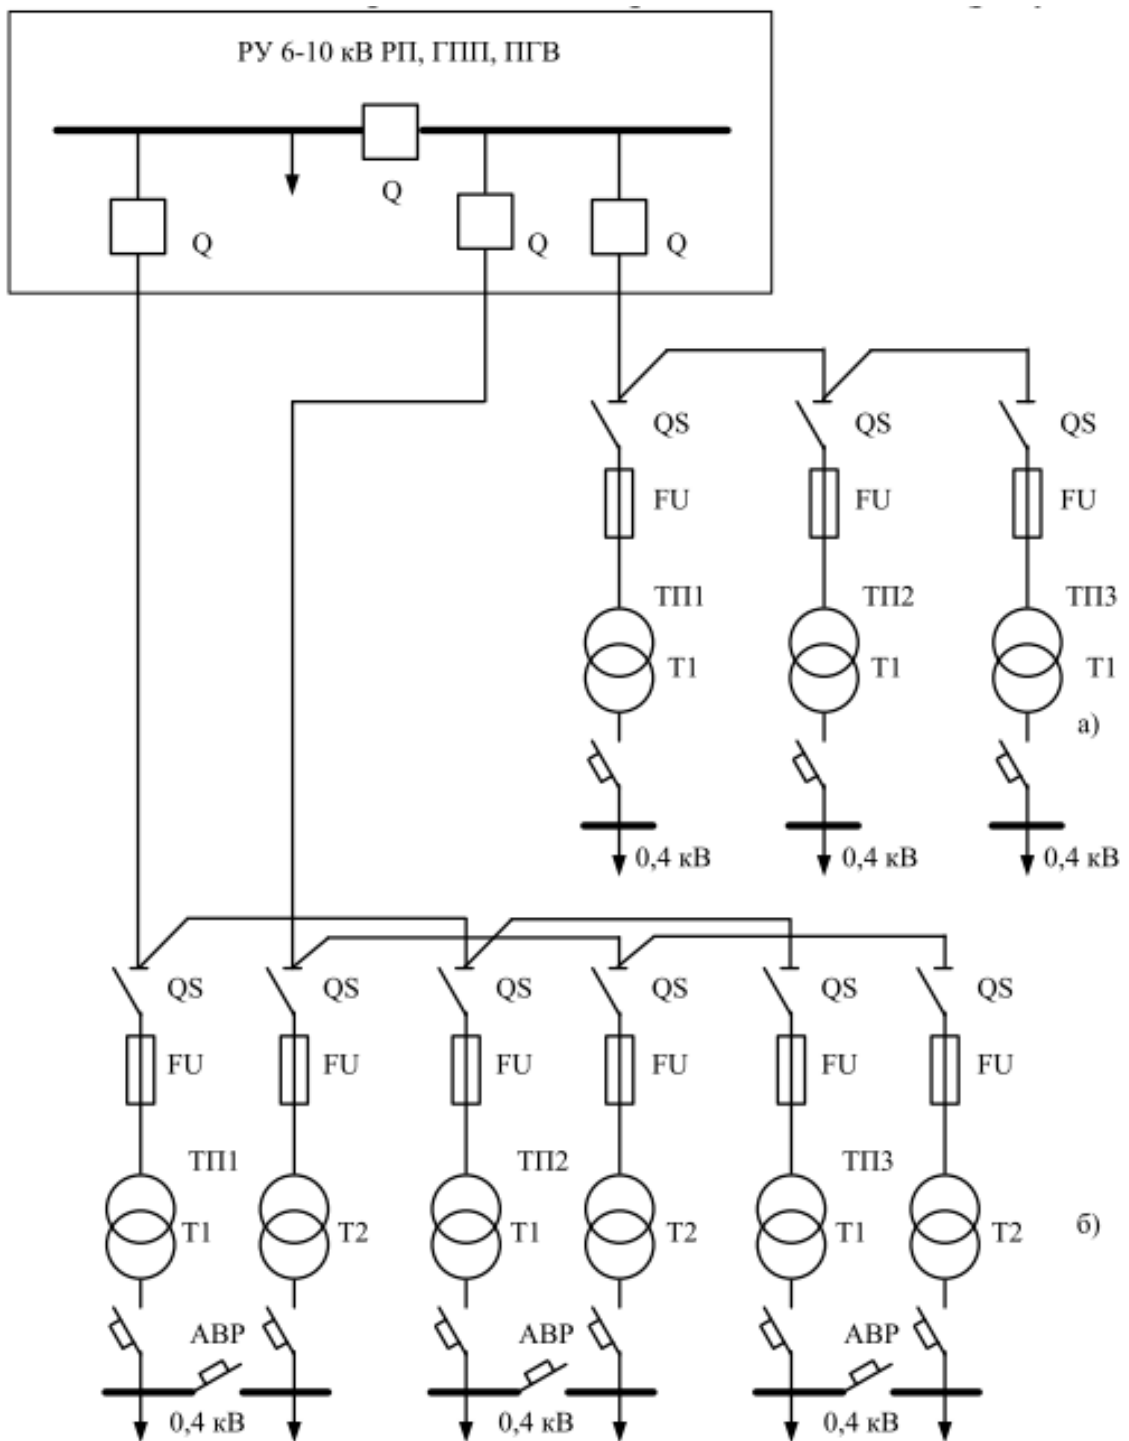 РУ 6-10 кВ РП, ГПП, ПГВ
Q
Q
Q
Q
QS
QS
QS
FU
FU
FU
ТП1
ТП2
ТП3
Т1
Т1
Т1
а)
0,4 кВ
0,4 кВ
0,4 кВ
QS
QS
QS
QS
QS
QS
FU
FU
FU
FU
FU
FU
ТП1
ТП2
ТП3
Т1
Т2
Т1
Т2
Т1
Т2
б)
АВР
АВР
АВР
0,4 кВ
0,4 кВ
0,4 кВ